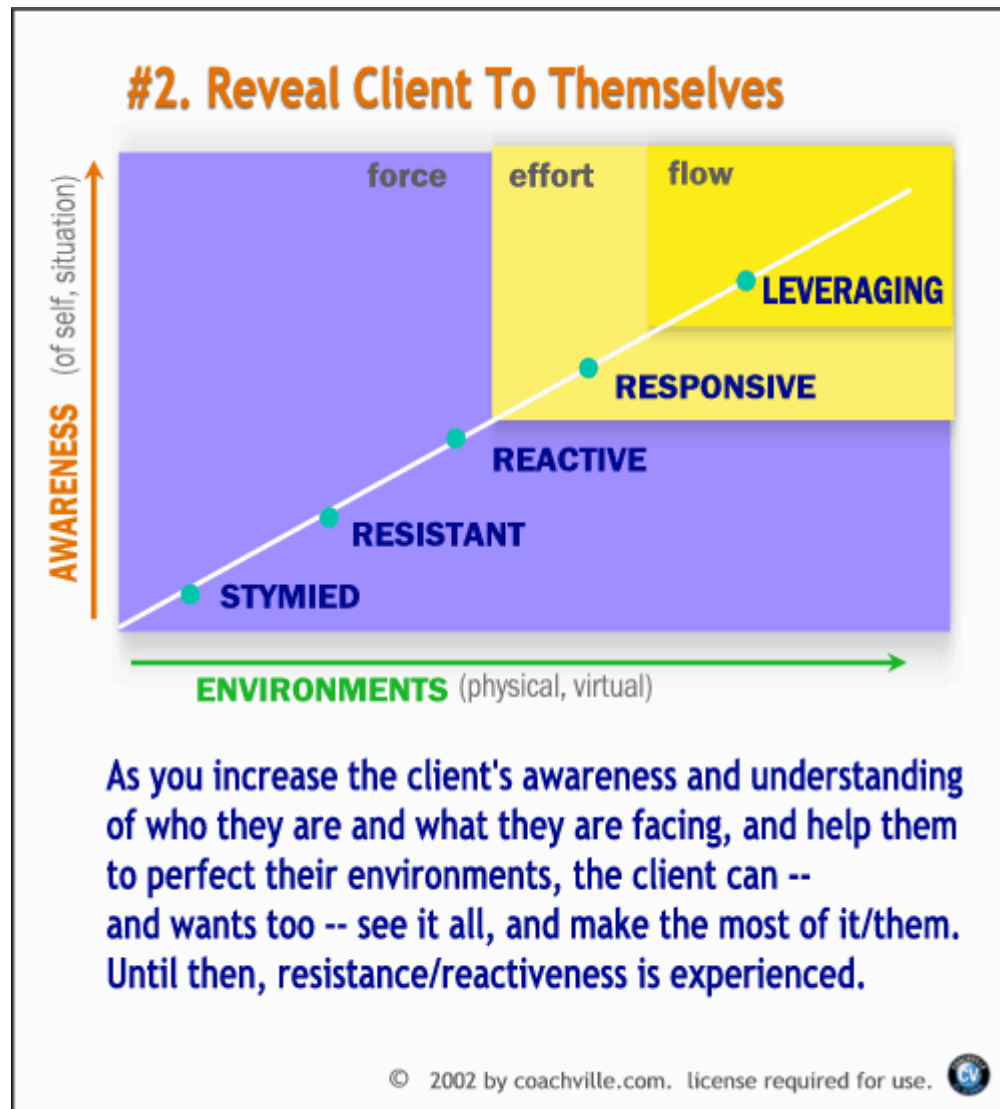 #2. Reveal Client To Themselves
force effort flow
AWARENESS (of self, situation)
LEVERAGING
RESPONSIVE
REACTIVE
RESISTANT
STYMIED
ENVIRONMENTS (physical, virtual)
As you increase the client's awareness and understanding
of who they are and what they are facing, and help them
to perfect their environments, the client can --
and wants too -- see it all, and make the most of it/them.
Until then, resistance/reactiveness is experienced.
© 2002 by coachville.com. license required for use.
CV